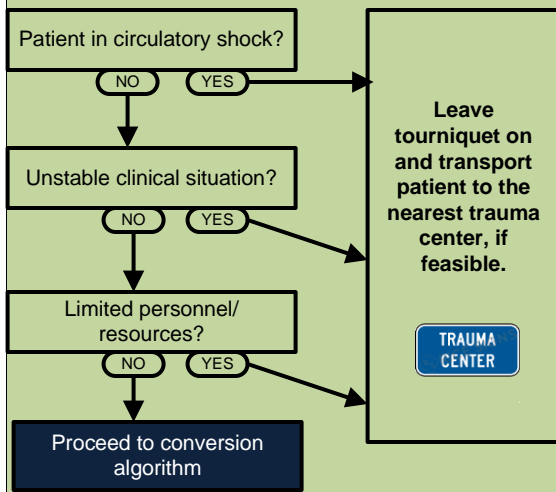 Patient in circulatory shock?
NO
YES
Unstable clinical situation?
NO
YES
Limited personnel/
resources?
NO
YES
Proceed to conversion
algorithm
Leave
tourniquet on
and transport
patient to the
nearest trauma
center, if
feasible.
TRAUMA
CENTER